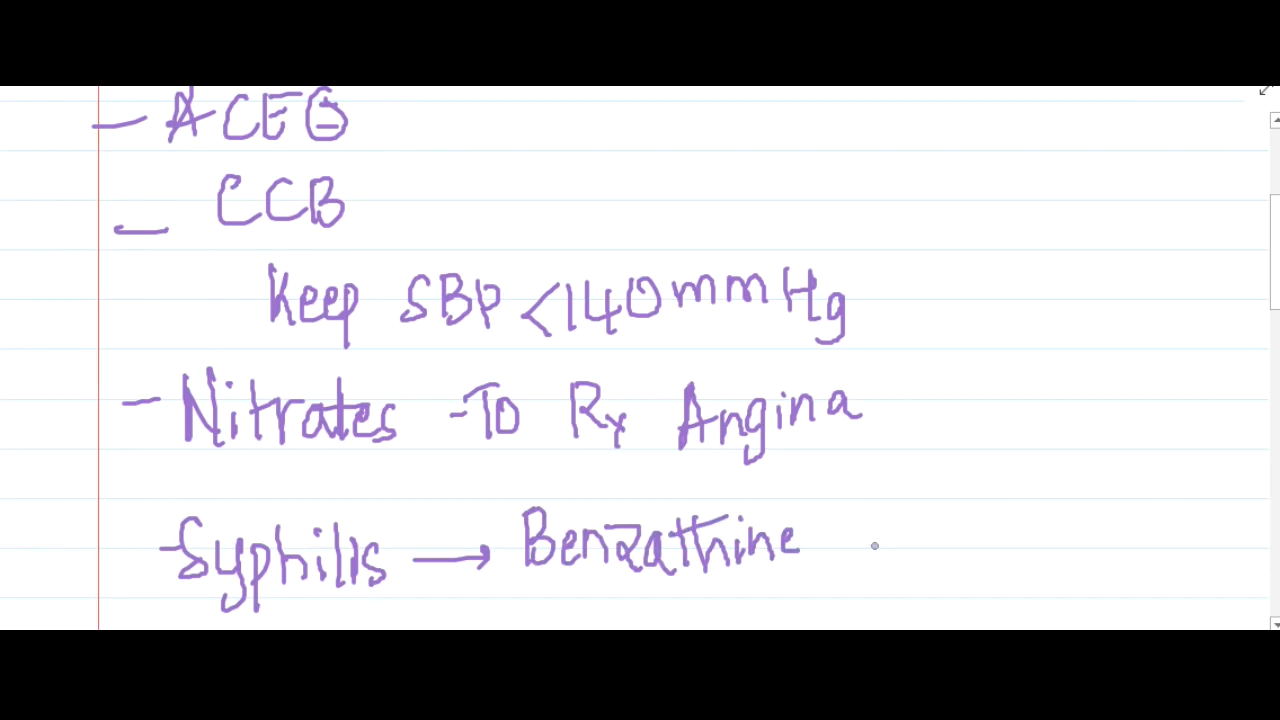 - ACE Θ
- CCB
Keep SBP <140mmHg
- Nitrates - To Rx Angina
- Syphilis → Benzathine